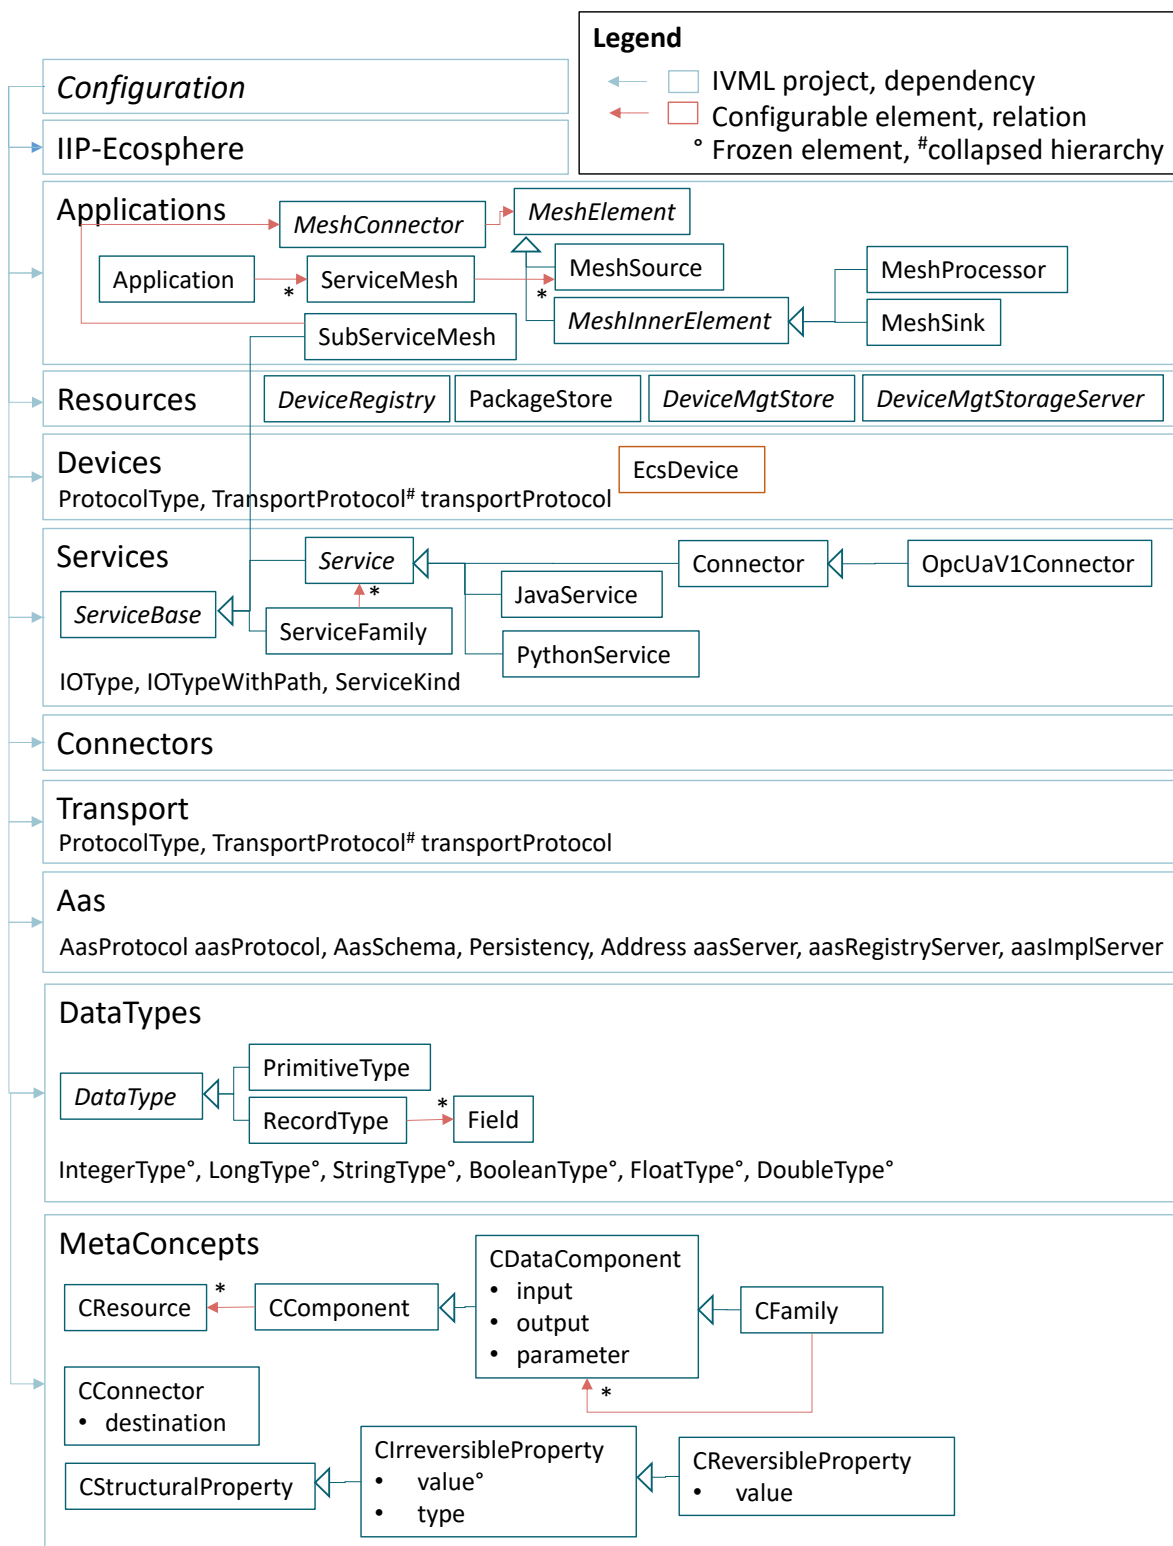 Legend
IVML project, dependency
Configurable element, relation
° Frozen element, #collapsed hierarchy
Configuration
IIP-Ecosphere
Applications
MeshConnector
MeshElement
Application
*
ServiceMesh
*
MeshSource
MeshProcessor
MeshInnerElement
MeshSink
SubServiceMesh
Resources
DeviceRegistry
PackageStore
DeviceMgtStore
DeviceMgtStorageServer
Devices
EcsDevice
ProtocolType, TransportProtocol# transportProtocol
Services
Service
Connector
OpcUaV1Connector
*
JavaService
ServiceBase
ServiceFamily
PythonService
IOType, IOTypeWithPath, ServiceKind
Connectors
Transport
ProtocolType, TransportProtocol# transportProtocol
Aas
AasProtocol aasProtocol, AasSchema, Persistency, Address aasServer, aasRegistryServer, aasImplServer
DataTypes
PrimitiveType
DataType
RecordType
*
Field
IntegerType°, LongType°, StringType°, BooleanType°, FloatType°, DoubleType°
MetaConcepts
CResource
*
CComponent
CDataComponent
• input
• output
• parameter
CFamily
*
CConnector
• destination
CStructuralProperty
CIrreversibleProperty
• value°
• type
CReversibleProperty
• value